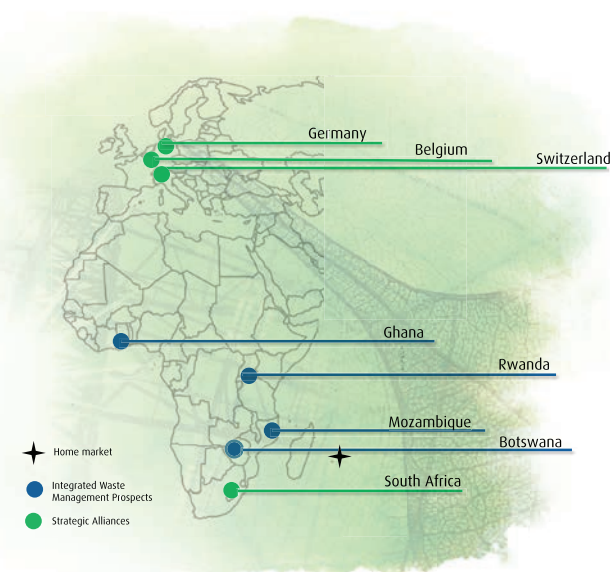 Germany
Belgium
Switzerland
Ghana
Rwanda
Mozambique
Botswana
South Africa
Home market
Integrated Waste
Management Prospects
Strategic Alliances